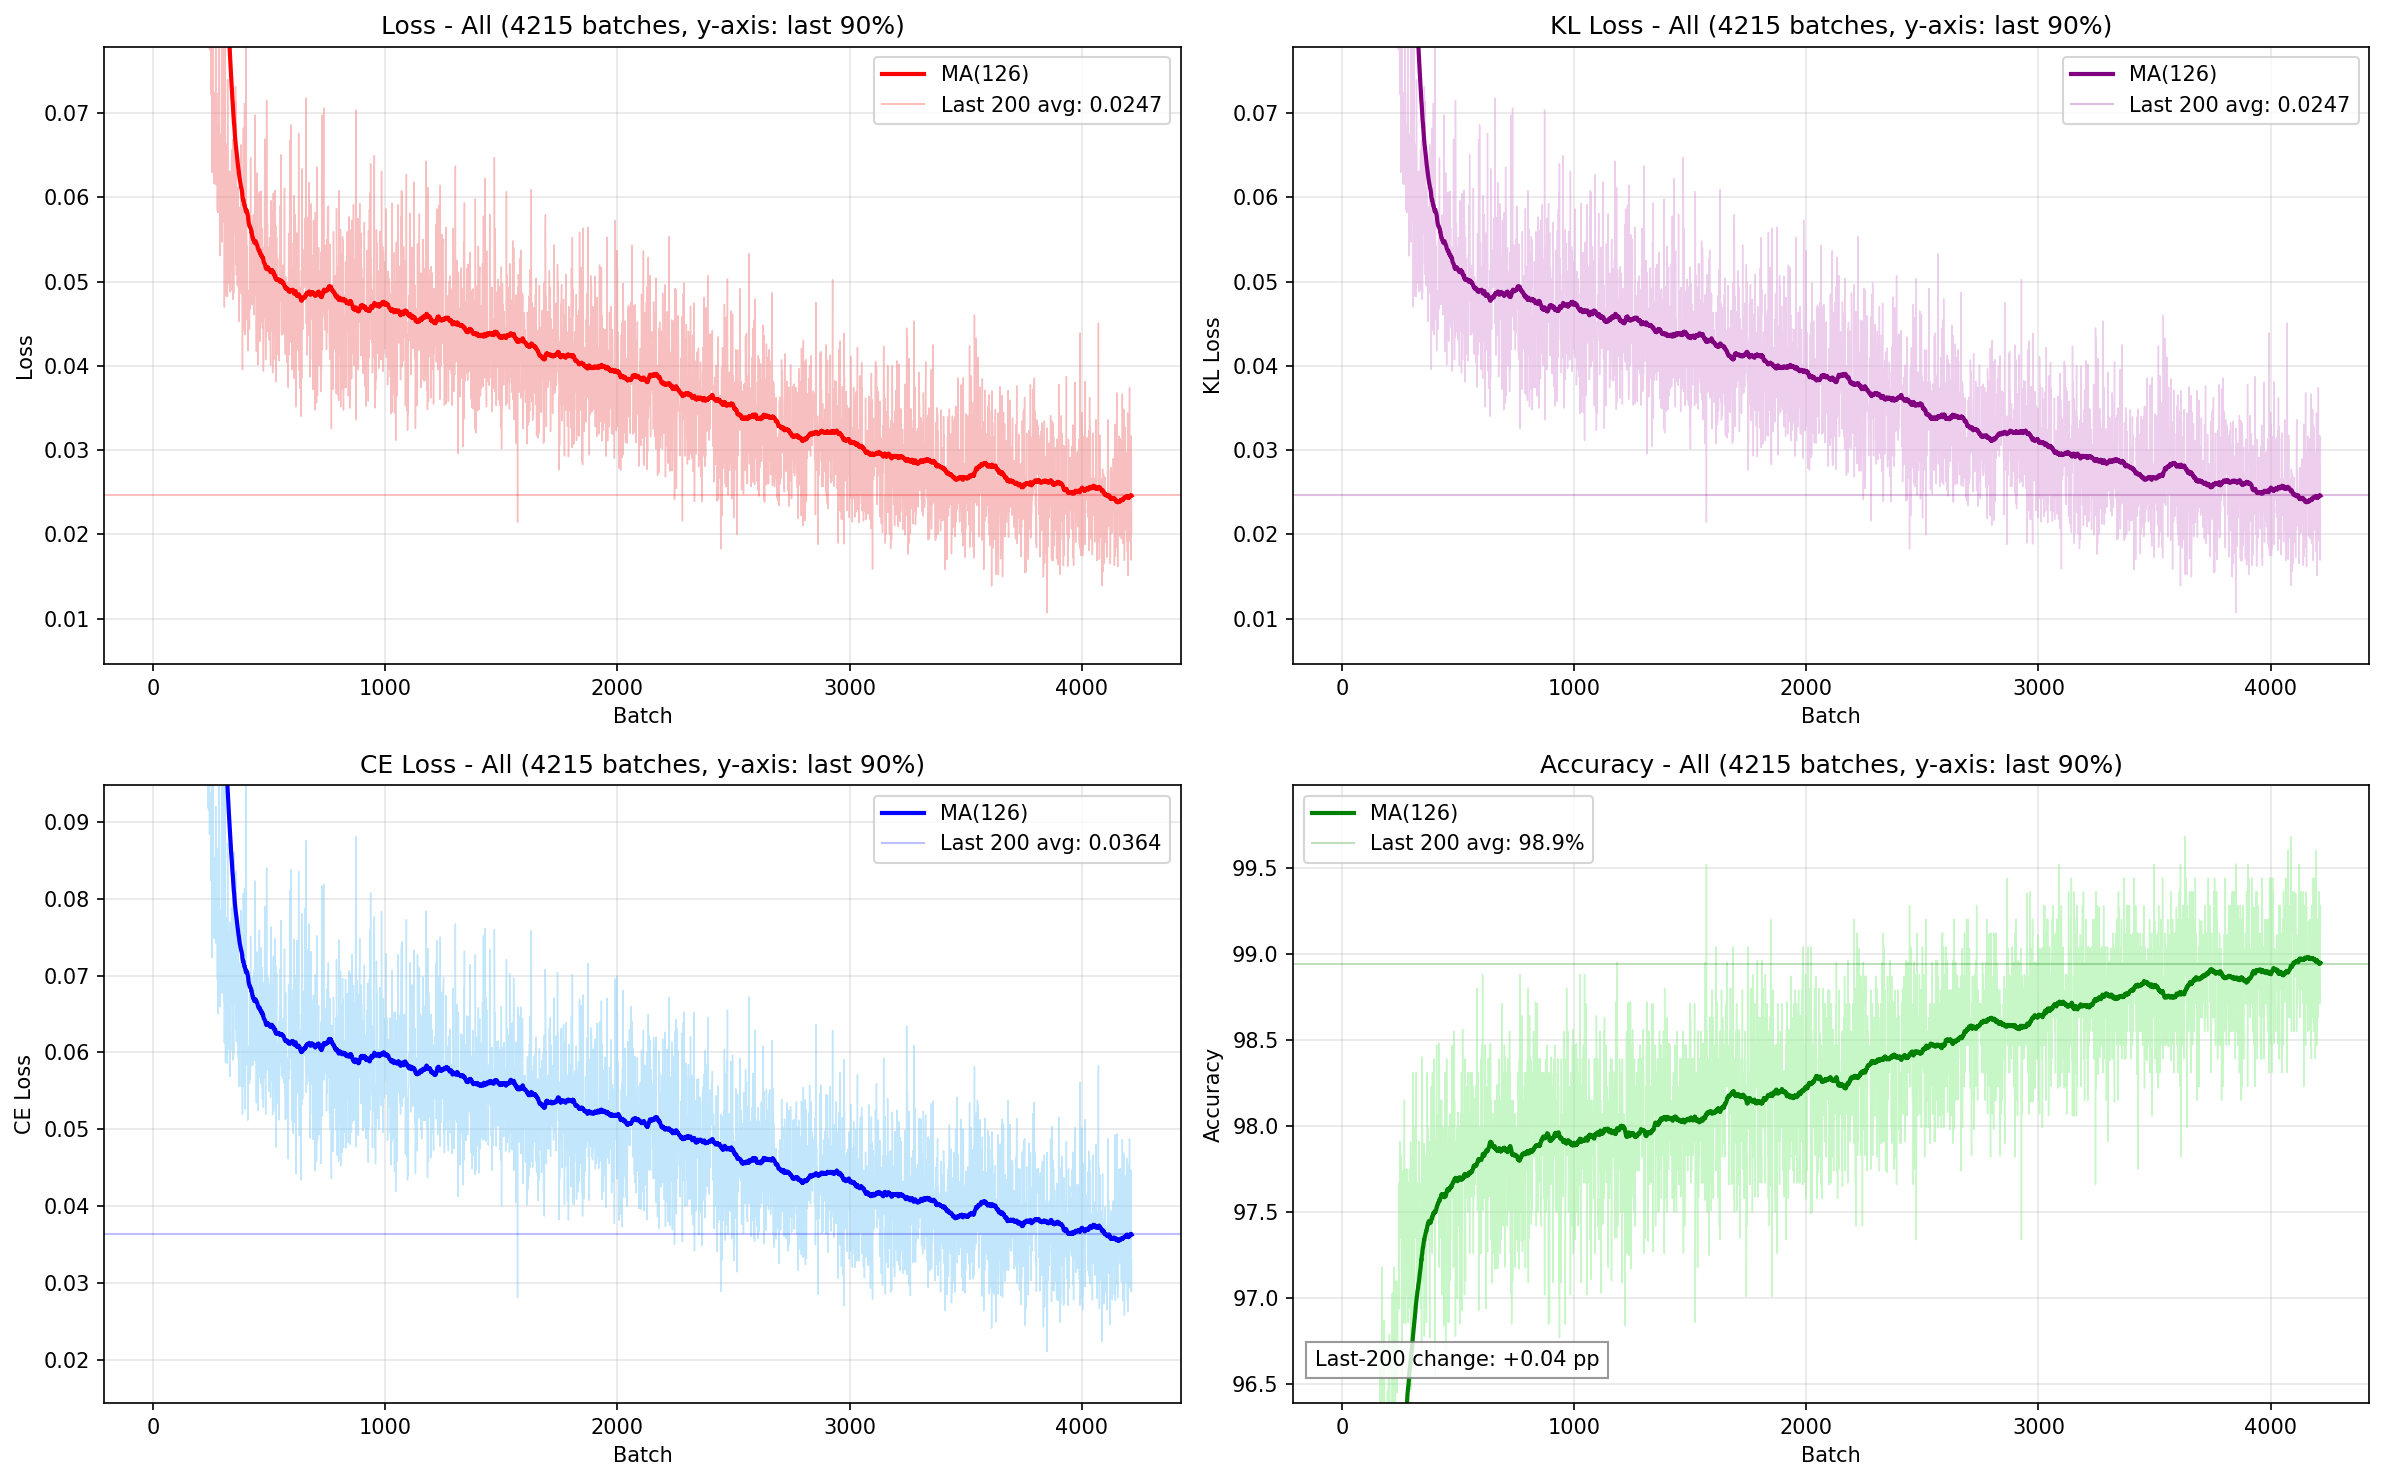 Loss - All (4215 batches, y-axis: last 90%)
MA(126)
Last 200 avg: 0.0247
0.07
0.06
0.05
0.04
0.03
0.02
0.01
Loss
0
1000
2000
3000
4000
Batch
KL Loss - All (4215 batches, y-axis: last 90%)
MA(126)
Last 200 avg: 0.0247
0.07
0.06
0.05
0.04
0.03
0.02
0.01
KL Loss
0
1000
2000
3000
4000
Batch
CE Loss - All (4215 batches, y-axis: last 90%)
MA(126)
Last 200 avg: 0.0364
0.09
0.08
0.07
0.06
0.05
0.04
0.03
0.02
CE Loss
0
1000
2000
3000
4000
Batch
Accuracy - All (4215 batches, y-axis: last 90%)
MA(126)
Last 200 avg: 98.9%
99.5
99.0
98.5
98.0
97.5
97.0
96.5
Accuracy
Last-200 change: +0.04 pp
0
1000
2000
3000
4000
Batch